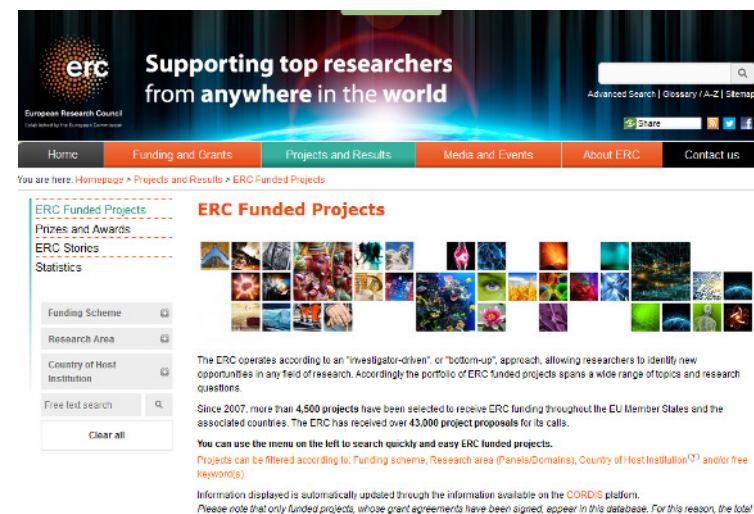 erc
European Research Council
Established by the European Commission
Supporting top researchers
from anywhere in the world
Advanced Search | Glossary / A-Z | Sitemap
Share
Home
Funding and Grants
Projects and Results
Media and Events
About ERC
Contact us
You are here: Homepage > Projects and Results > ERC Funded Projects
ERC Funded Projects
Prizes and Awards
ERC Stories
Statistics
Funding Scheme
Research Area
Country of Host
Institution
Free text search
Clear all
ERC Funded Projects
The ERC operates according to an "investigator-driven", or "bottom-up", approach, allowing researchers to identify new
opportunities in any field of research. Accordingly the portfolio of ERC funded projects spans a wide range of topics and research
questions.
Since 2007, more than 4,500 projects have been selected to receive ERC funding throughout the EU Member States and the
associated countries. The ERC has received over 43,000 project proposals for its calls.
You can use the menu on the left to search quickly and easy ERC funded projects.
Projects can be filtered according to: Funding scheme, Research area (Panels/Domains), Country of Host Institution and/or free
keyword(s).
Information displayed is automatically updated through the information available on the CORDIS platform.
Please note that only funded projects, whose grant agreements have been signed, appear in this database. For this reason, the total